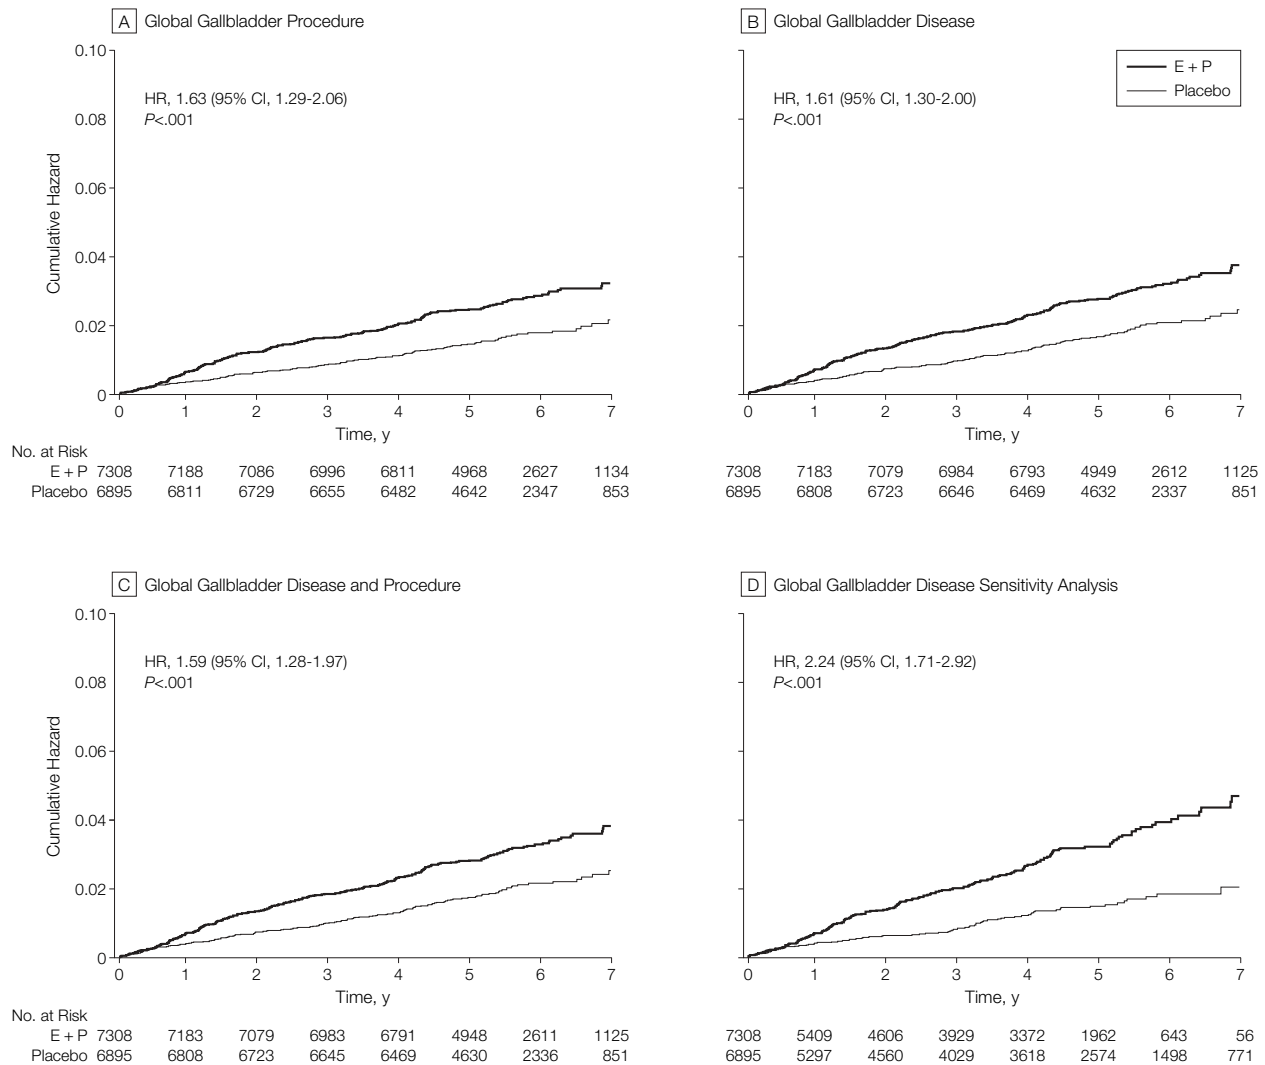 A Global Gallbladder Procedure
0.10
0.08
0.06
0.04
0.02
0
Cumulative Hazard
HR, 1.63 (95% CI, 1.29-2.06)
P<.001
0 1 2 3 4 5 6 7
Time, y
No. at Risk
E + P 7308 7188 7086 6996 6811 4968 2627 1134
Placebo 6895 6811 6729 6655 6482 4642 2347 853
B Global Gallbladder Disease
E + P
Placebo
HR, 1.61 (95% CI, 1.30-2.00)
P<.001
0 1 2 3 4 5 6 7
Time, y
7308 7183 7079 6984 6793 4949 2612 1125
6895 6808 6723 6646 6469 4632 2337 851
C Global Gallbladder Disease and Procedure
0.10
0.08
0.06
0.04
0.02
0
Cumulative Hazard
HR, 1.59 (95% CI, 1.28-1.97)
P<.001
0 1 2 3 4 5 6 7
Time, y
No. at Risk
E + P 7308 7183 7079 6983 6791 4948 2611 1125
Placebo 6895 6808 6723 6645 6469 4630 2336 851
D Global Gallbladder Disease Sensitivity Analysis
HR, 2.24 (95% CI, 1.71-2.92)
P<.001
0 1 2 3 4 5 6 7
Time, y
7308 5409 4606 3929 3372 1962 643 56
6895 5297 4560 4029 3618 2574 1498 771